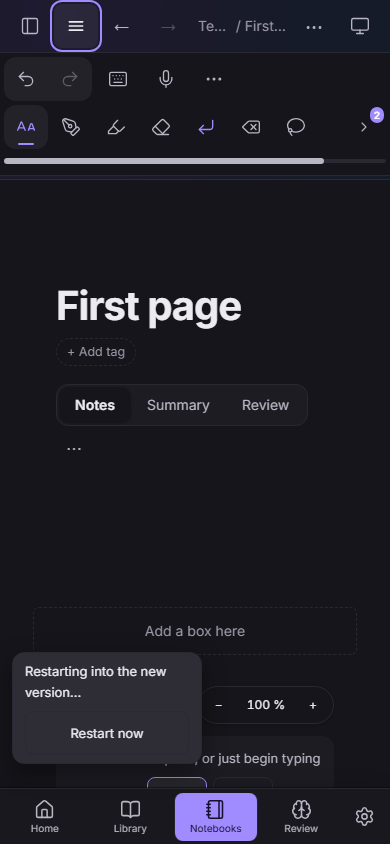 Te... / First...
2
AA
First page
+ Add tag
Notes Summary Review
...
Add a box here
Restarting into the new
version...
Restart now
− 100 % +
, or just begin typing
Home Library Notebooks Review